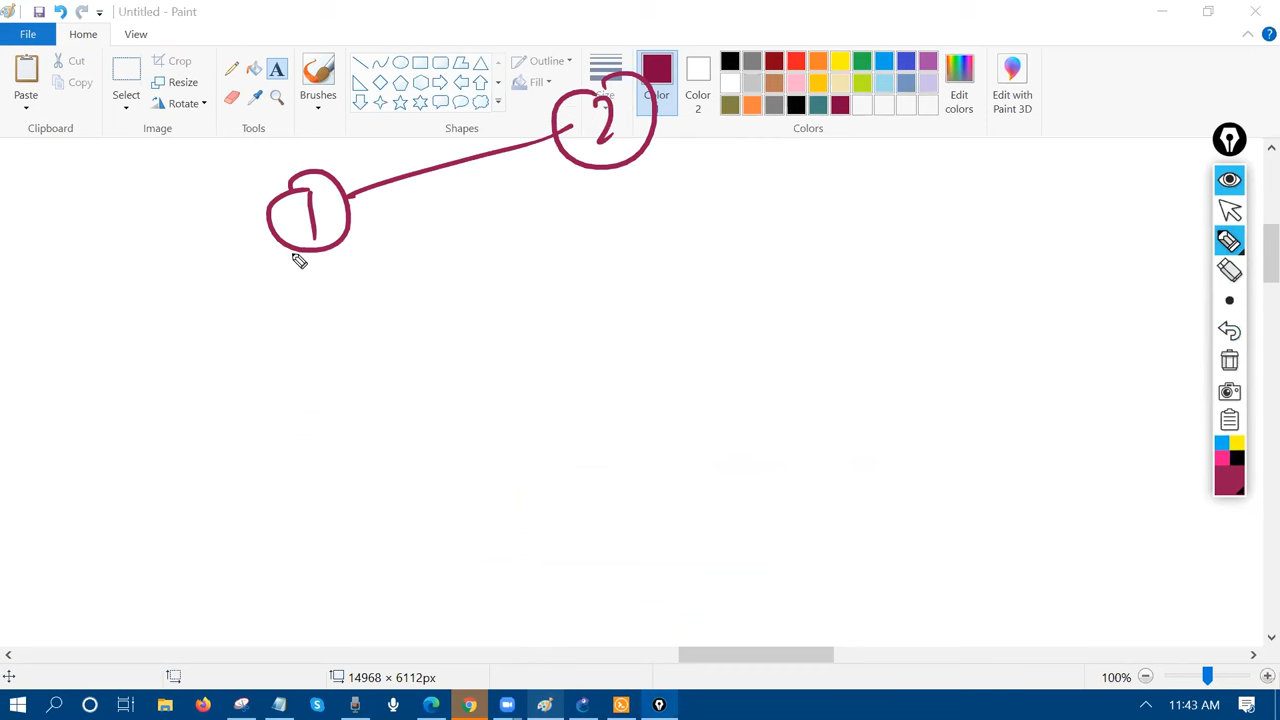 Untitled - Paint
File Home View
Paste
Cut
Copy
Clipboard
Select
Crop
Resize
Rotate
Image
Tools
Brushes
Shapes
Outline
Fill
Size
Color
Color
2
Colors
Edit
colors
Edit with
Paint 3D
2
1
14968 × 6112px
100%
11:43 AM